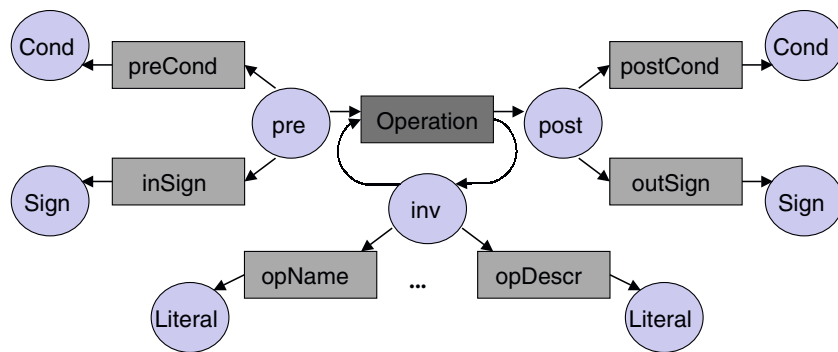 Cond
preCond
postCond
Cond
pre
Operation
post
Sign
inSign
inv
outSign
Sign
opName
...
opDescr
Literal
Literal